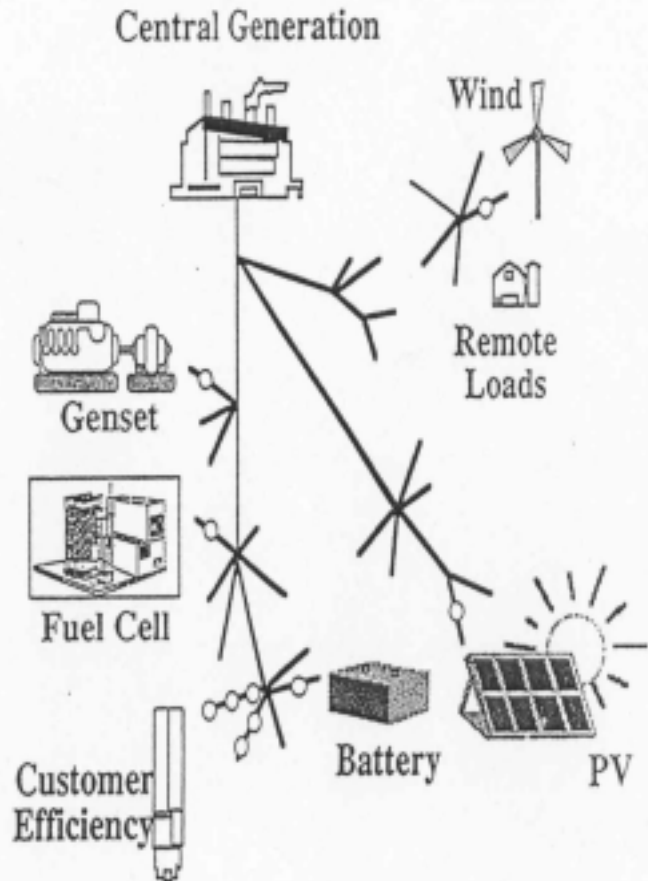 Central Generation
Wind
Remote
Loads
Genset
Fuel Cell
Battery
PV
Customer
Efficiency